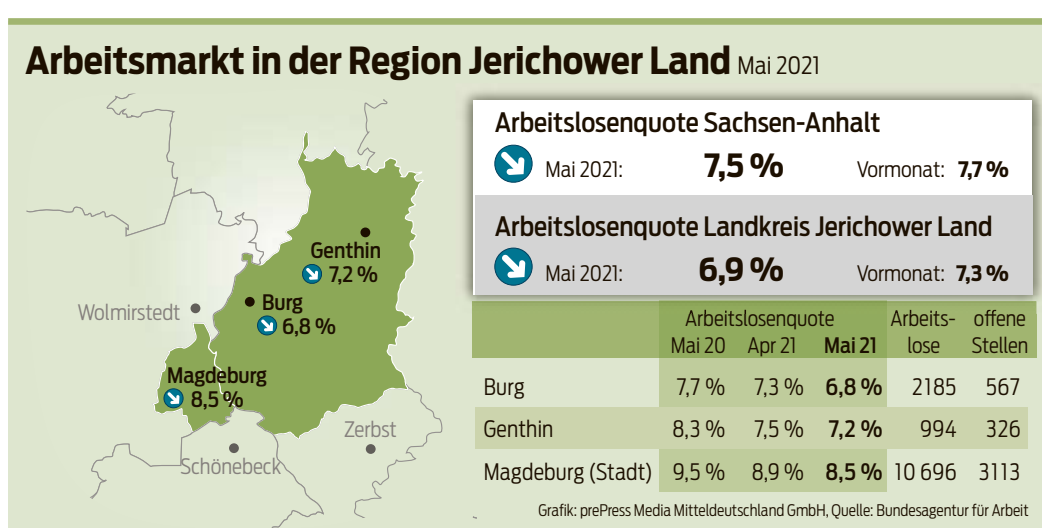 Arbeitsmarkt in der Region Jerichower Land Mai 2021
Arbeitslosenquote Sachsen-Anhalt
Mai 2021: 7,5 % Vormonat: 7,7 %
Arbeitslosenquote Landkreis Jerichower Land
Mai 2021: 6,9 % Vormonat: 7,3 %
Genthin
7,2 %
Wolmirstedt
Burg
6,8 %
Magdeburg
8,5 %
Zerbst
Schönebeck
Arbeitslosenquote Arbeits- offene
Mai 20 Apr 21 Mai 21 lose Stellen
Burg 7,7 % 7,3 % 6,8 % 2185 567
Genthin 8,3 % 7,5 % 7,2 % 994 326
Magdeburg (Stadt) 9,5 % 8,9 % 8,5 % 10 696 3113
Grafik: prePress Media Mitteldeutschland GmbH, Quelle: Bundesagentur für Arbeit